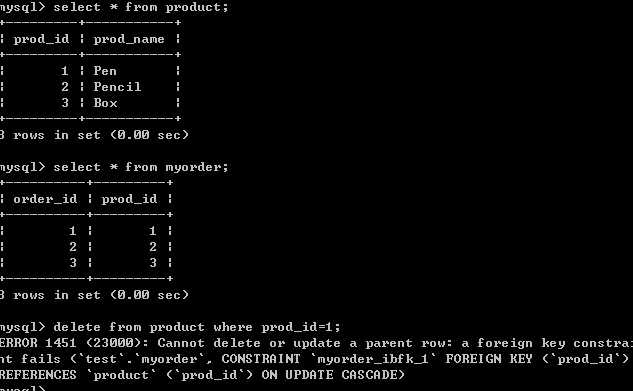 mysql> select * from product;
+---------+-----------+
| prod_id | prod_name |
+---------+-----------+
|       1 | Pen       |
|       2 | Pencil    |
|       3 | Box       |
+---------+-----------+
3 rows in set (0.00 sec)
mysql> select * from myorder;
+----------+---------+
| order_id | prod_id |
+----------+---------+
|        1 |       1 |
|        2 |       2 |
|        3 |       3 |
+----------+---------+
3 rows in set (0.00 sec)
mysql> delete from product where prod_id=1;
ERROR 1451 (23000): Cannot delete or update a parent row: a foreign key constrai
nt fails (`test`.`myorder`, CONSTRAINT `myorder_ibfk_1` FOREIGN KEY (`prod_id`)
REFERENCES `product` (`prod_id`) ON UPDATE CASCADE)
mysql>